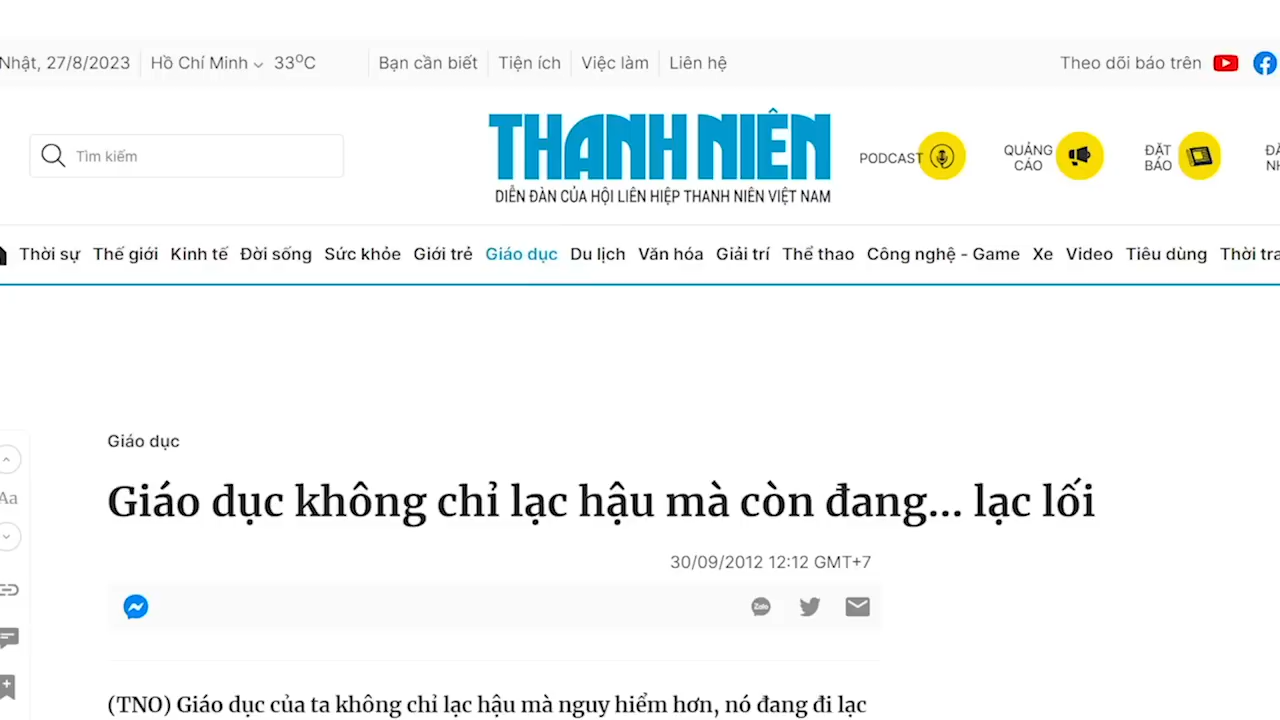 Nhật, 27/8/2023 Hồ Chí Minh 33⁰C Bạn cần biết Tiện ích Việc làm Liên hệ Theo dõi báo trên
Tìm kiếm
THANH NIÊN
DIỄN ĐÀN CỦA HỘI LIÊN HIỆP THANH NIÊN VIỆT NAM
PODCAST
QUẢNG
CÁO
ĐẶT
BÁO
Thời sự Thế giới Kinh tế Đời sống Sức khỏe Giới trẻ Giáo dục Du lịch Văn hóa Giải trí Thể thao Công nghệ - Game Xe Video Tiêu dùng Thời tra
Giáo dục
Aa
Giáo dục không chỉ lạc hậu mà còn đang... lạc lối
30/09/2012 12:12 GMT+7
Zalo
(TNO) Giáo dục của ta không chỉ lạc hậu mà nguy hiểm hơn, nó đang đi lạc